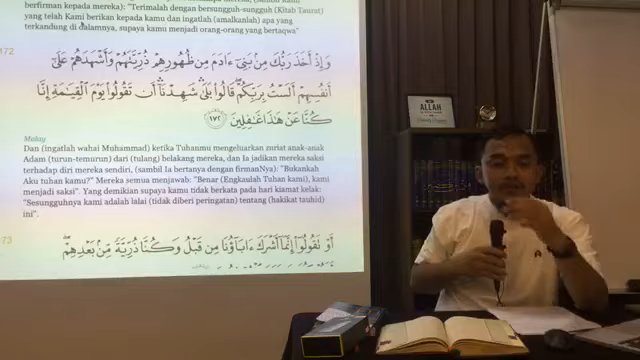 berfirman kepada mereka): "Terimalah dengan bersungguh-sungguh (Kitab Taurat)
yang telah Kami berikan kepada kamu dan ingatlah (amalkanlah) apa yang
terkandung di dalamnya, supaya kamu menjadi orang-orang yang bertaqwa"
172
وَإِذْ أَخَذَ رَبُّكَ مِنۢ بَنِىٓ ءَادَمَ مِن ظُهُورِهِمْ ذُرِّيَّتَهُمْ وَأَشْهَدَهُمْ عَلَىٰٓ
أَنفُسِهِمْ أَلَسْتُ بِرَبِّكُمْ ۖ قَالُوا۟ بَلَىٰ ۛ شَهِدْنَآ ۛ أَن تَقُولُوا۟ يَوْمَ ٱلْقِيَـٰمَةِ إِنَّا
كُنَّا عَنْ هَـٰذَا غَـٰفِلِينَ ١٧٢
Malay
Dan (ingatlah wahai Muhammad) ketika Tuhanmu mengeluarkan zuriat anak-anak
Adam (turun-temurun) dari (tulang) belakang mereka, dan Ia jadikan mereka saksi
terhadap diri mereka sendiri, (sambil Ia bertanya dengan firmanNya): "Bukankah
Aku tuhan kamu?" Mereka semua menjawab: "Benar (Engkaulah Tuhan kami), kami
menjadi saksi". Yang demikian supaya kamu tidak berkata pada hari kiamat kelak:
"Sesungguhnya kami adalah lalai (tidak diberi peringatan) tentang (hakikat tauhid)
ini".
73
أَوْ تَقُولُوٓا۟ إِنَّمَآ أَشْرَكَ ءَابَآؤُنَا مِن قَبْلُ وَكُنَّا ذُرِّيَّةً مِّنۢ بَعْدِهِمْ ۖ
ALLAH